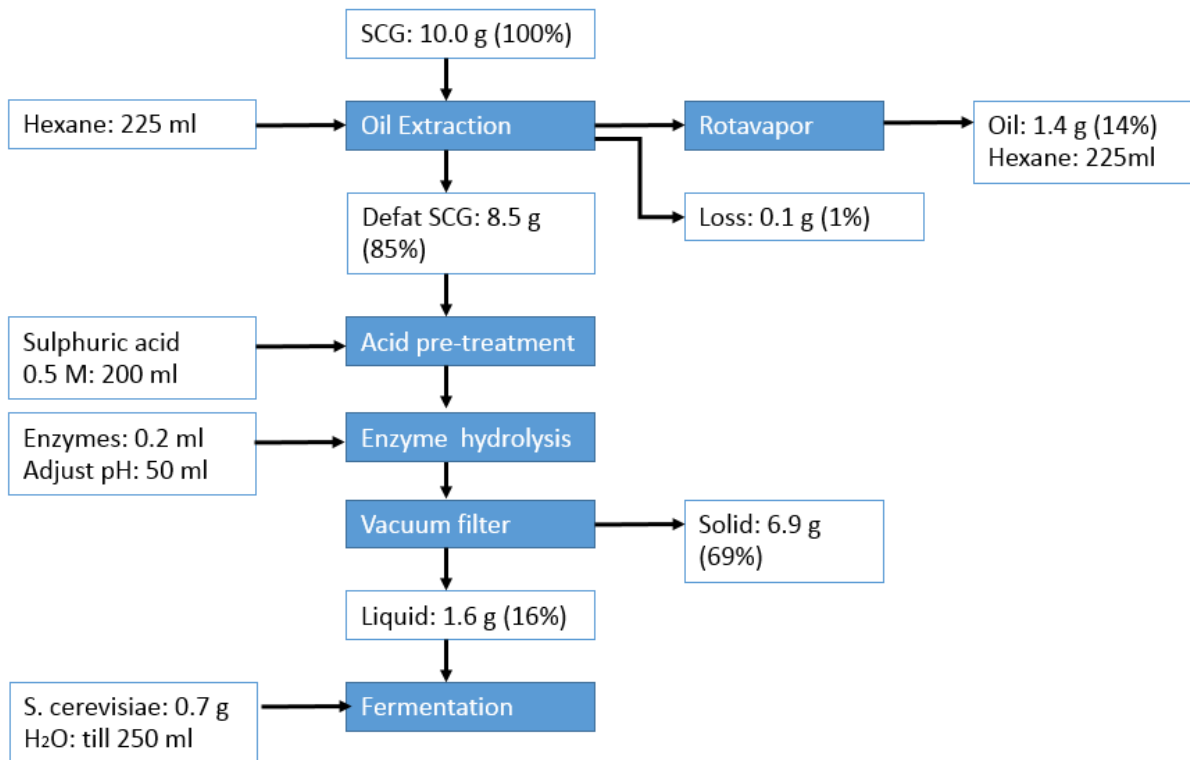 SCG: 10.0 g (100%)
Hexane: 225 ml
Oil Extraction
Rotavapor
Oil: 1.4 g (14%)
Hexane: 225ml
Defat SCG: 8.5 g
(85%)
Loss: 0.1 g (1%)
Sulphuric acid
0.5 M: 200 ml
Acid pre-treatment
Enzymes: 0.2 ml
Adjust pH: 50 ml
Enzyme hydrolysis
Vacuum filter
Solid: 6.9 g
(69%)
Liquid: 1.6 g (16%)
S. cerevisiae: 0.7 g
H₂O: till 250 ml
Fermentation